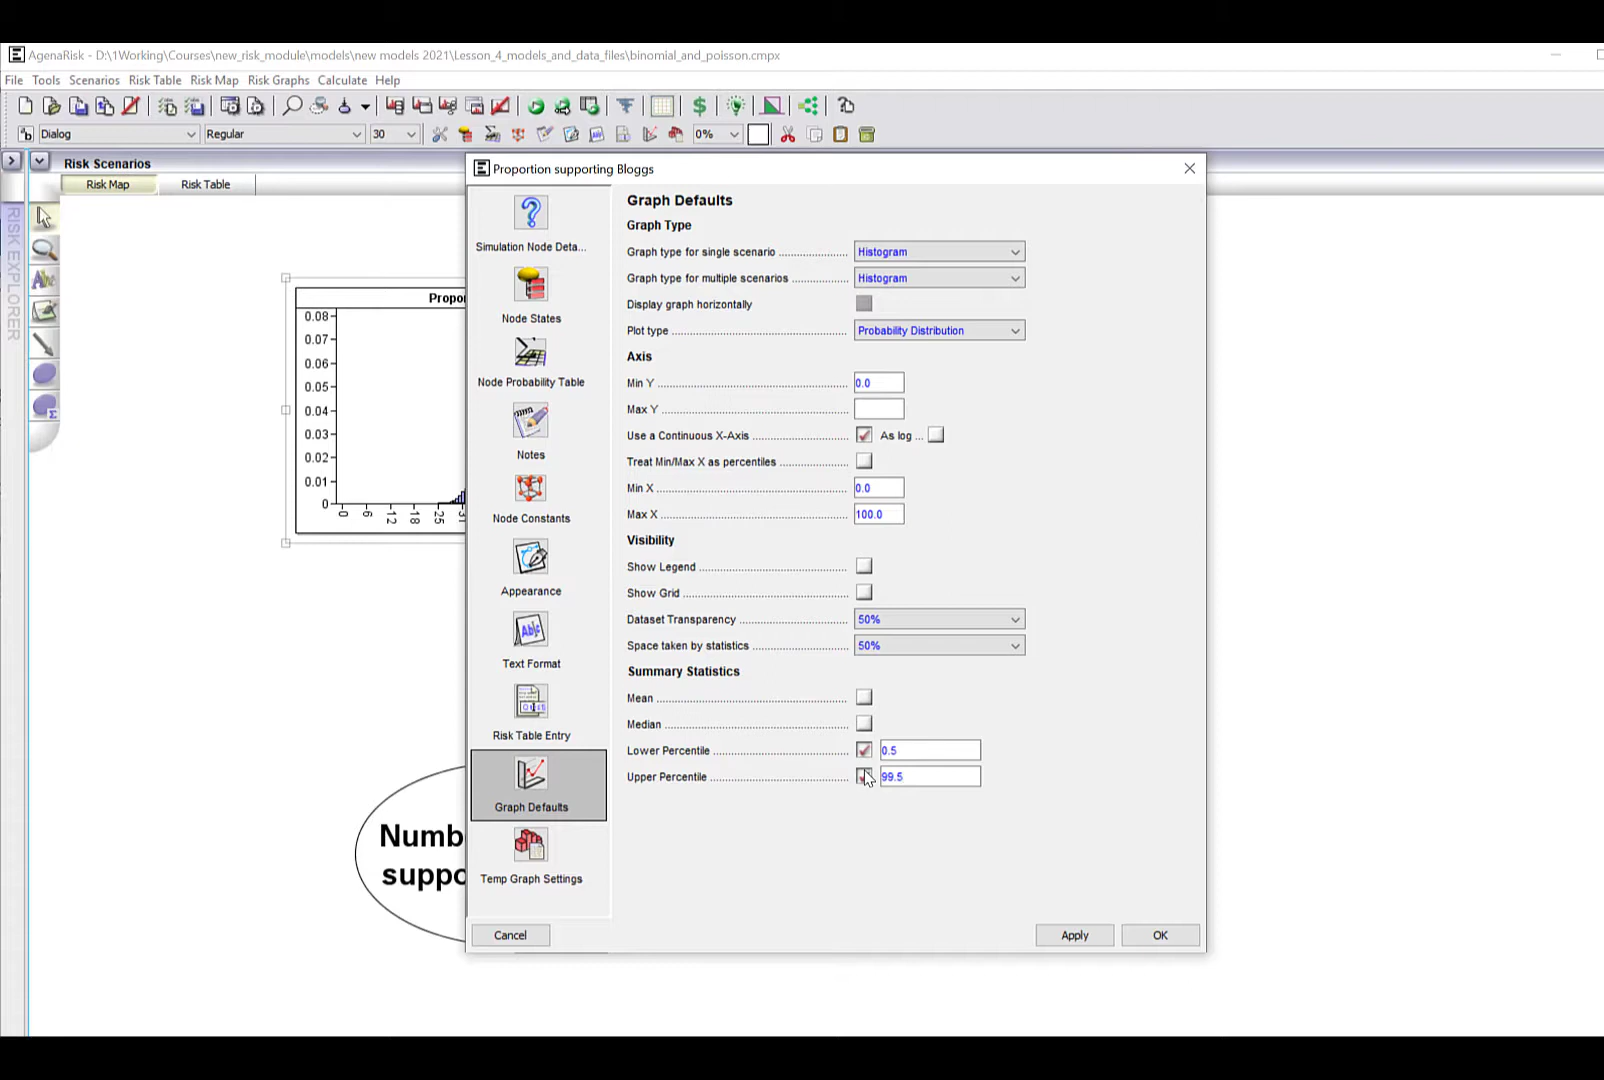 AgenaRisk - D:\1Working\Courses\new_risk_module\models\new models 2021\Lesson_4_models_and_data_files\binomial_and_poisson.cmpx
File Tools Scenarios Risk Table Risk Map Risk Graphs Calculate Help
Dialog Regular 30 0%
Risk Scenarios
Risk Map Risk Table
RISK EXPLORER
Abc
Propor
0.08
0.07
0.06
0.05
0.04
0.03
0.02
0.01
0
0 6 12 18 25 31
Numb
suppo
Proportion supporting Bloggs
Simulation Node Deta...
Node States
Node Probability Table
Notes
Node Constants
Appearance
Text Format
Risk Table Entry
Graph Defaults
Temp Graph Settings
Graph Defaults
Graph Type
Graph type for single scenario Histogram
Graph type for multiple scenarios Histogram
Display graph horizontally
Plot type Probability Distribution
Axis
Min Y 0.0
Max Y
Use a Continuous X-Axis As log ...
Treat Min/Max X as percentiles
Min X 0.0
Max X 100.0
Visibility
Show Legend
Show Grid
Dataset Transparency 50%
Space taken by statistics 50%
Summary Statistics
Mean
Median
Lower Percentile 0.5
Upper Percentile 99.5
Cancel Apply OK